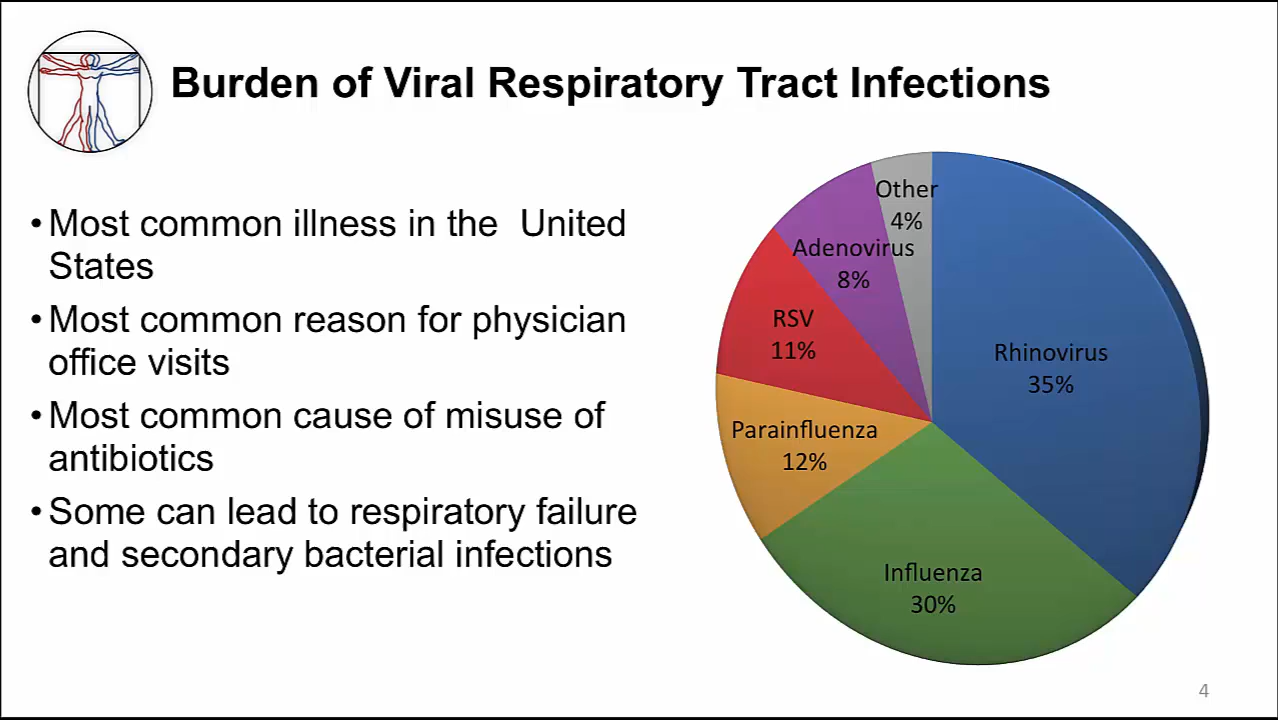 Burden of Viral Respiratory Tract Infections
• Most common illness in the  United
States
• Most common reason for physician
office visits
• Most common cause of misuse of
antibiotics
• Some can lead to respiratory failure
and secondary bacterial infections
Other
4%
Adenovirus
8%
RSV
11%
Rhinovirus
35%
Parainfluenza
12%
Influenza
30%
4